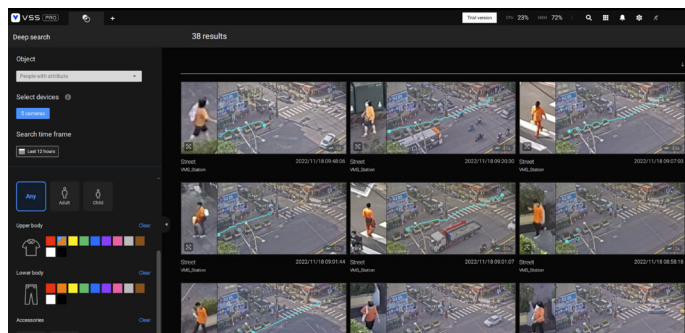 VSS PRO
+
Trial version
CPU 23%
MEM 72%
Deep search
38 results
Object
People with attribute
Select devices
5 cameras
Search time frame
Last 12 hours
Any
Adult
Child
Upper body
Clear
Lower body
Clear
Accessories
Clear
Street
2022/11/18 09:48:06
VMS_Station
Street
2022/11/18 09:20:30
VMS_Station
Street
2022/11/18 09:07:03
VMS_Station
Street
2022/11/18 09:01:44
VMS_Station
Street
2022/11/18 09:01:07
VMS_Station
Street
2022/11/18 08:58:18
VMS_Station